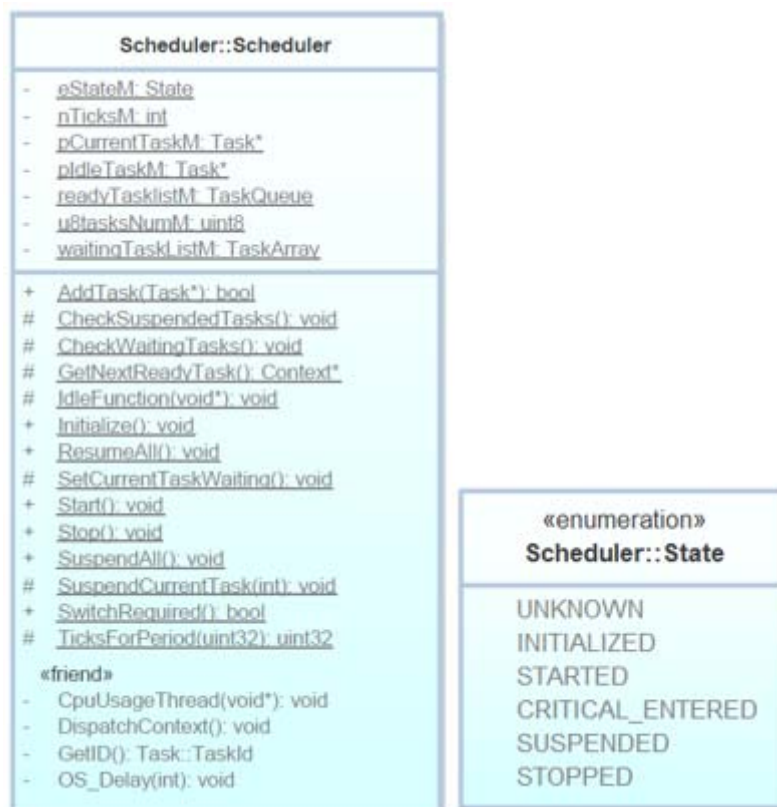 Scheduler::Scheduler
- eStateM: State
- nTicksM: int
- pCurrentTaskM: Task*
- pIdleTaskM: Task*
- readyTasklistM: TaskQueue
- u8tasksNumM: uint8
- waitingTaskListM: TaskArray
+ AddTask(Task*): bool
# CheckSuspendedTasks(): void
# CheckWaitingTasks(): void
# GetNextReadyTask(): Context*
# IdleFunction(void*): void
+ Initialize(): void
+ ResumeAll(): void
# SetCurrentTaskWaiting(): void
+ Start(): void
+ Stop(): void
+ SuspendAll(): void
# SuspendCurrentTask(int): void
+ SwitchRequired(): bool
# TicksForPeriod(uint32): uint32
«friend»
- CpuUsageThread(void*): void
- DispatchContext(): void
- GetID(): Task::TaskId
- OS_Delay(int): void
«enumeration»
Scheduler::State
UNKNOWN
INITIALIZED
STARTED
CRITICAL_ENTERED
SUSPENDED
STOPPED